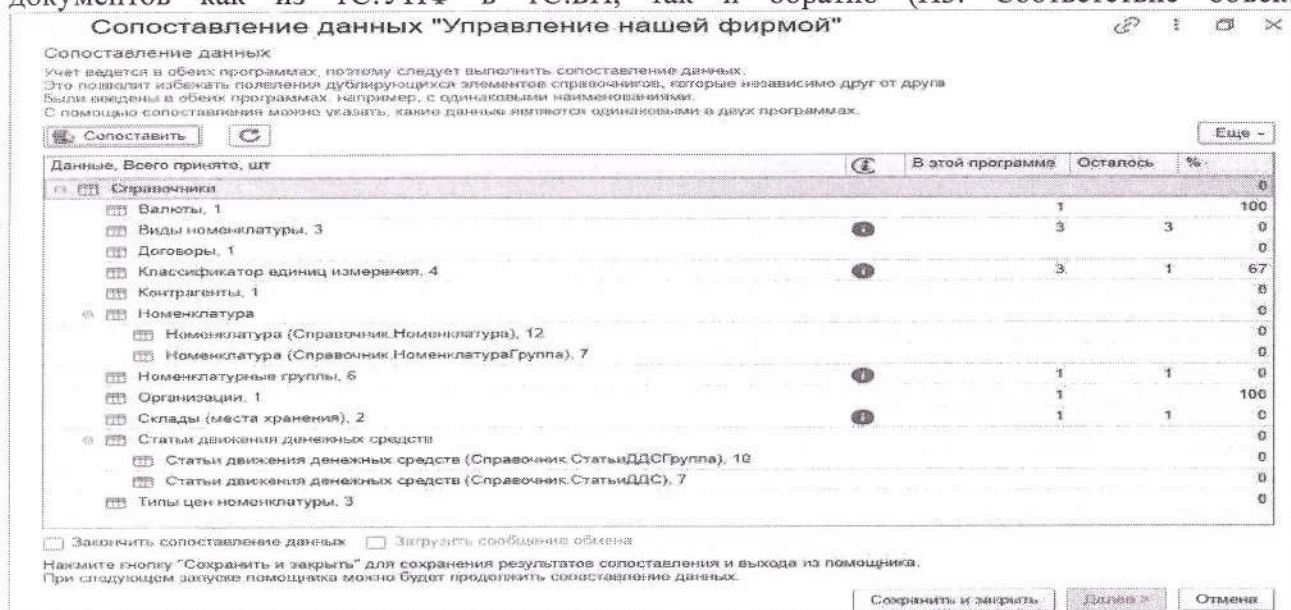 документов как из 1С:УНФ в 1С:БП, так и обратно
Сопоставление данных "Управление нашей фирмой"
Сопоставление данных
Учет ведется в обеих программах, поэтому следует выполнить сопоставление данных.
Это позволит избежать появления дублирующихся элементов справочников, которые независимо друг от друга
были введены в обеих программах, например, с одинаковыми наименованиями.
С помощью сопоставления можно указать, какие данные являются одинаковыми в двух программах.
Сопоставить Еще
Данные, Всего принято, шт В этой программе Осталось %
Справочники 0
Валюты, 1 1 100
Виды номенклатуры, 3 3 3 0
Договоры, 1 0
Классификатор единиц измерения, 4 3 1 67
Контрагенты, 1 0
Номенклатура 0
Номенклатура (Справочник.Номенклатура), 12 0
Номенклатура (Справочник.НоменклатураГруппа), 7 0
Номенклатурные группы, 6 1 1 0
Организации, 1 1 100
Склады (места хранения), 2 1 1 0
Статьи движения денежных средств 0
Статьи движения денежных средств (Справочник.СтатьиДДСГруппа), 10 0
Статьи движения денежных средств (Справочник.СтатьиДДС), 7 0
Типы цен номенклатуры, 3 0
Закончить сопоставление данных Загрузить сообщение обмена
Нажмите кнопку "Сохранить и закрыть" для сохранения результатов сопоставления и выхода из помощника.
При следующем запуске помощника можно будет продолжить сопоставление данных.
Сохранить и закрыть Далее > Отмена